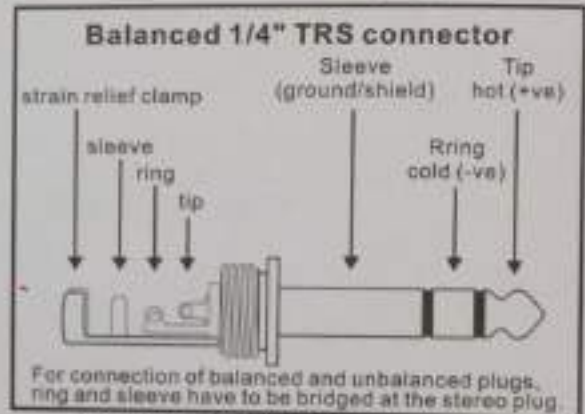 Balanced 1/4" TRS connector
Sleeve
(ground/shield)
Tip
hot (+ve)
strain relief clamp
sleeve
ring
tip
Rring
cold (-ve)
For connection of balanced and unbalanced plugs,
ring and sleeve have to be bridged at the stereo plug.